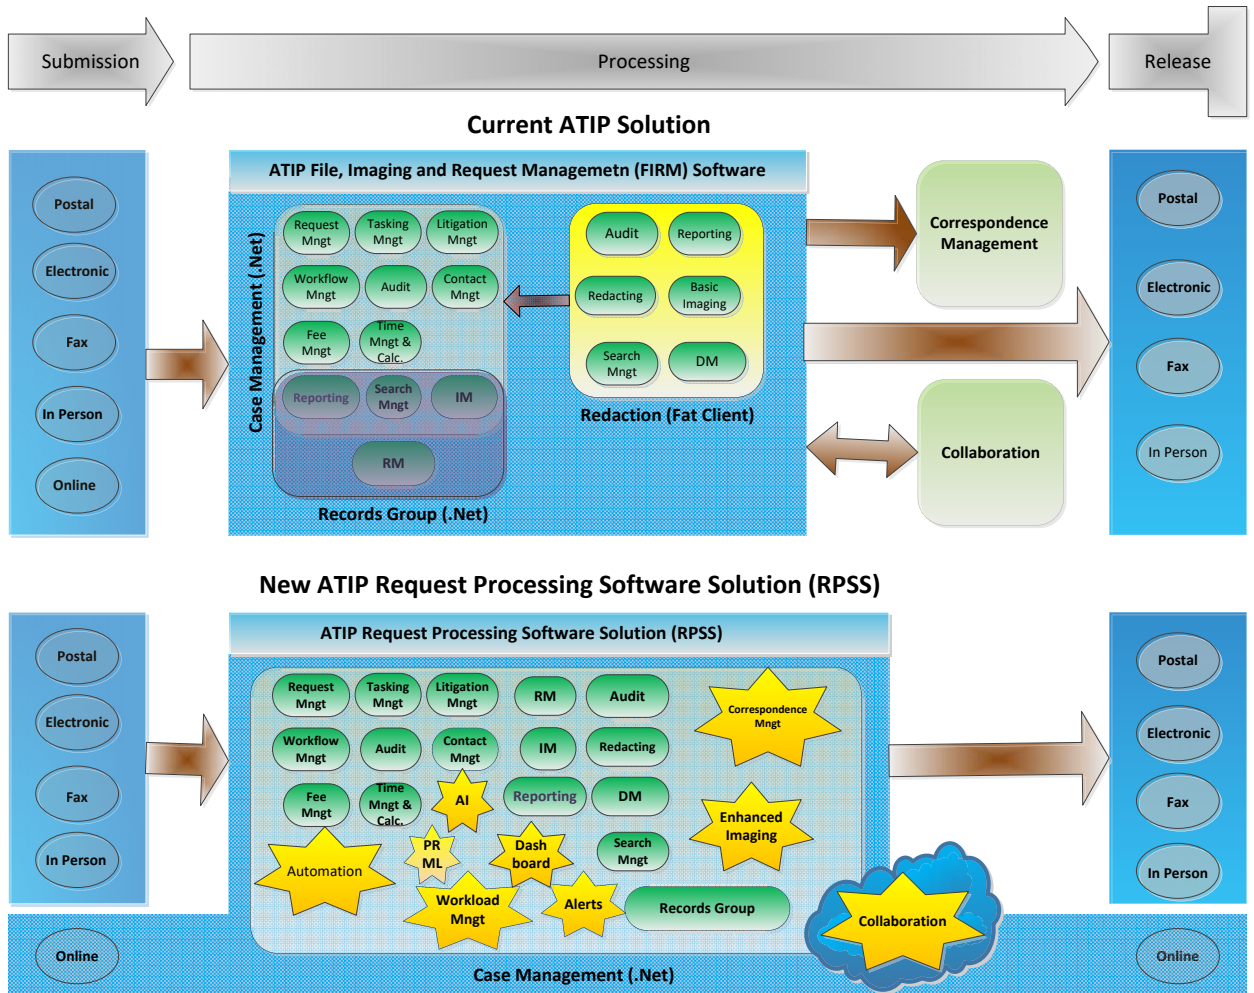 Submission
Processing
Release
Current ATIP Solution
Postal
Electronic
Fax
In Person
Online
ATIP File, Imaging and Request Managemetn (FIRM) Software
Case Management (.Net)
Request
Mngt
Tasking
Mngt
Litigation
Mngt
Workflow
Mngt
Audit
Contact
Mngt
Fee
Mngt
Time
Mngt &
Calc.
Reporting
Search
Mngt
IM
RM
Records Group (.Net)
Audit
Reporting
Redacting
Basic
Imaging
Search
Mngt
DM
Redaction (Fat Client)
Correspondence
Management
Collaboration
Postal
Electronic
Fax
In Person
New ATIP Request Processing Software Solution (RPSS)
Postal
Electronic
Fax
In Person
Online
ATIP Request Processing Software Solution (RPSS)
Request
Mngt
Tasking
Mngt
Litigation
Mngt
RM
Audit
Correspondence
Mngt
Workflow
Mngt
Audit
Contact
Mngt
IM
Redacting
Fee
Mngt
Time
Mngt &
Calc.
AI
Reporting
DM
Enhanced
Imaging
Automation
PR
ML
Dash
board
Search
Mngt
Workload
Mngt
Alerts
Records Group
Collaboration
Case Management (.Net)
Postal
Electronic
Fax
In Person
Online